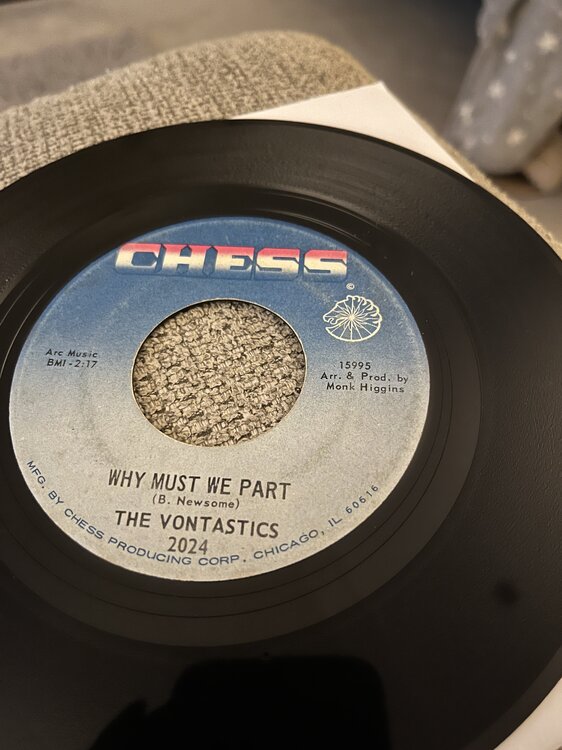 CHESS
©
Arc Music
BMI - 2:17
15995
Arr. & Prod. by
Monk Higgins
WHY MUST WE PART
(B. Newsome)
THE VONTASTICS
2024
MFG. BY CHESS PRODUCING CORP. CHICAGO, IL 60616